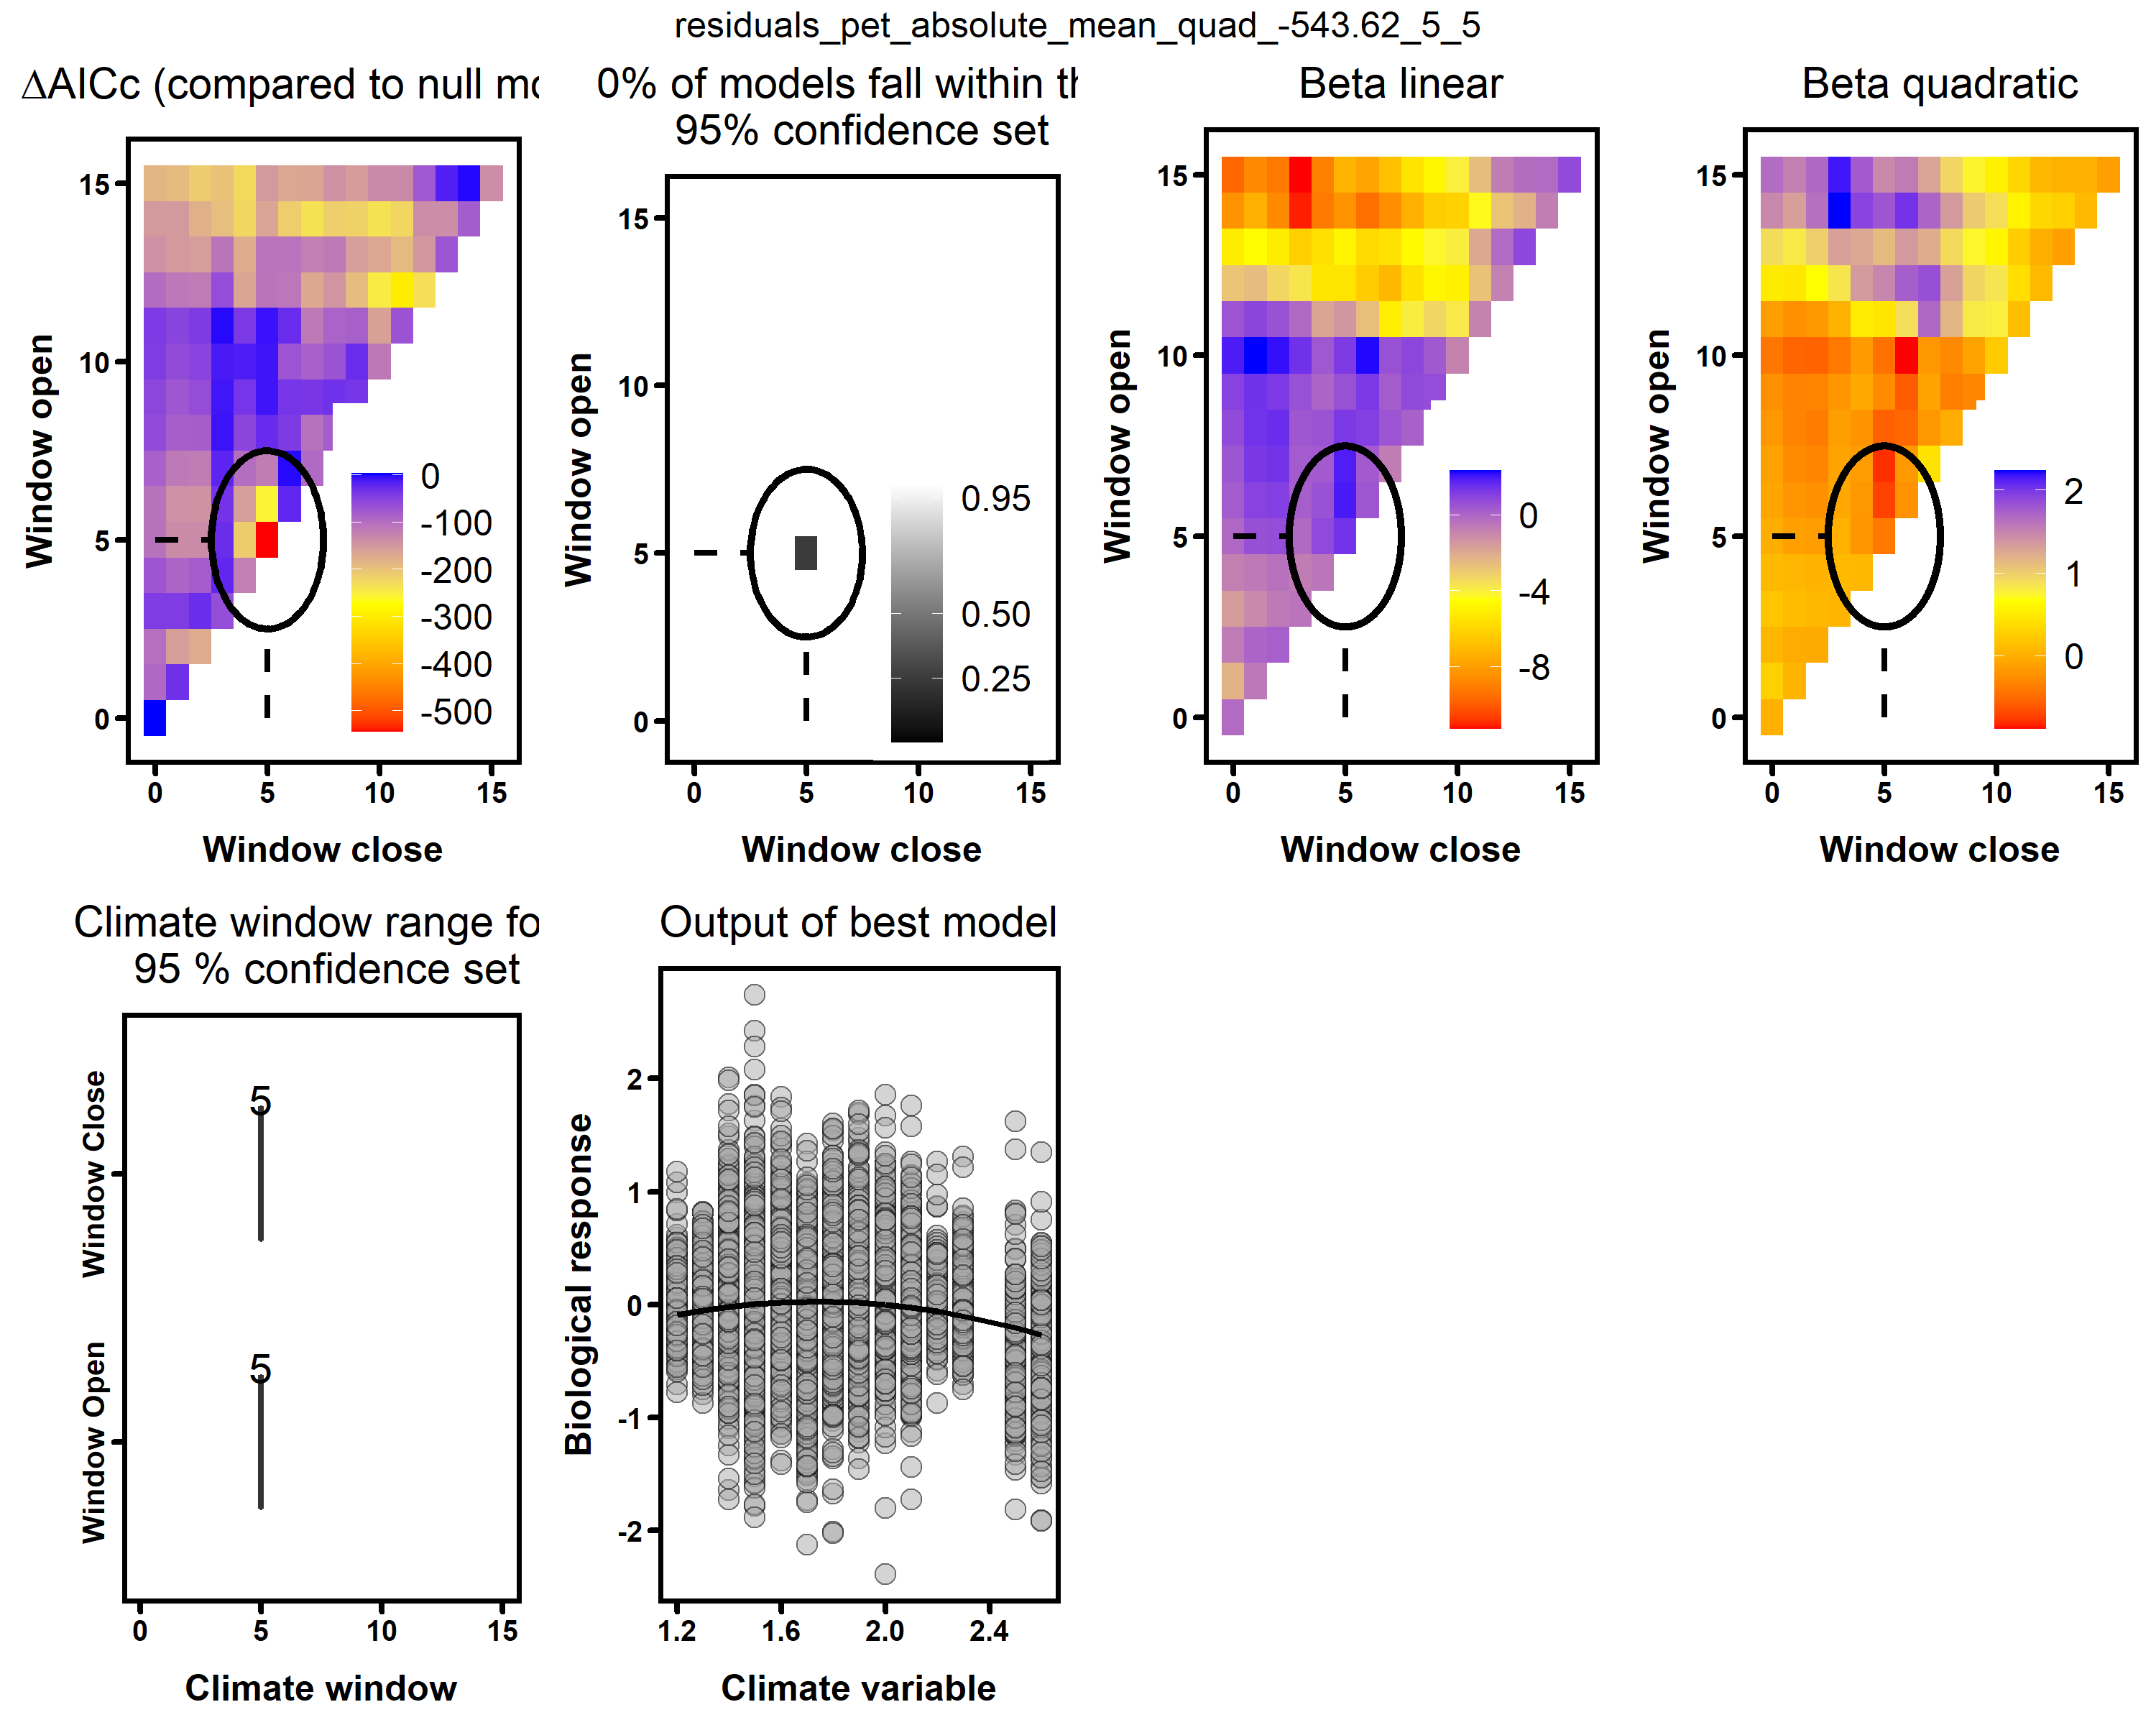 residuals_pet_absolute_mean_quad_-543.62_5_5
ΔAICc (compared to null mo
15
10
5
0
0
5
10
15
Window open
Window close
0
-100
-200
-300
-400
-500
0% of models fall within th
95% confidence set
15
10
5
0
0
5
10
15
Window open
Window close
0.95
0.50
0.25
Beta linear
15
10
5
0
0
5
10
15
Window open
Window close
0
-4
-8
Beta quadratic
15
10
5
0
0
5
10
15
Window open
Window close
2
1
0
Climate window range fo
95 % confidence set
Window Close
Window Open
5
5
0
5
10
15
Climate window
Output of best model
Biological response
2
1
0
-1
-2
1.2
1.6
2.0
2.4
Climate variable